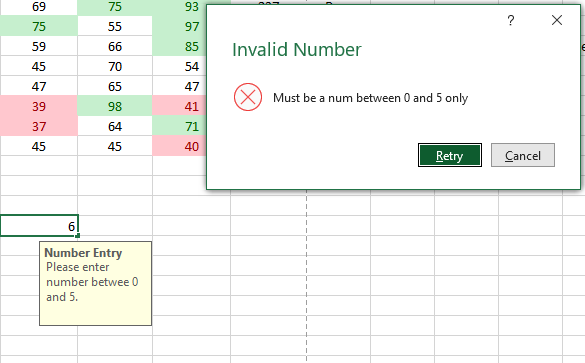 69 75 93
75 55 97
59 66 85
45 70 54
47 65 47
39 98 41
37 64 71
45 45 40
?
Invalid Number
Must be a num between 0 and 5 only
Retry Cancel
6
Number Entry
Please enter
number betwee 0
and 5.